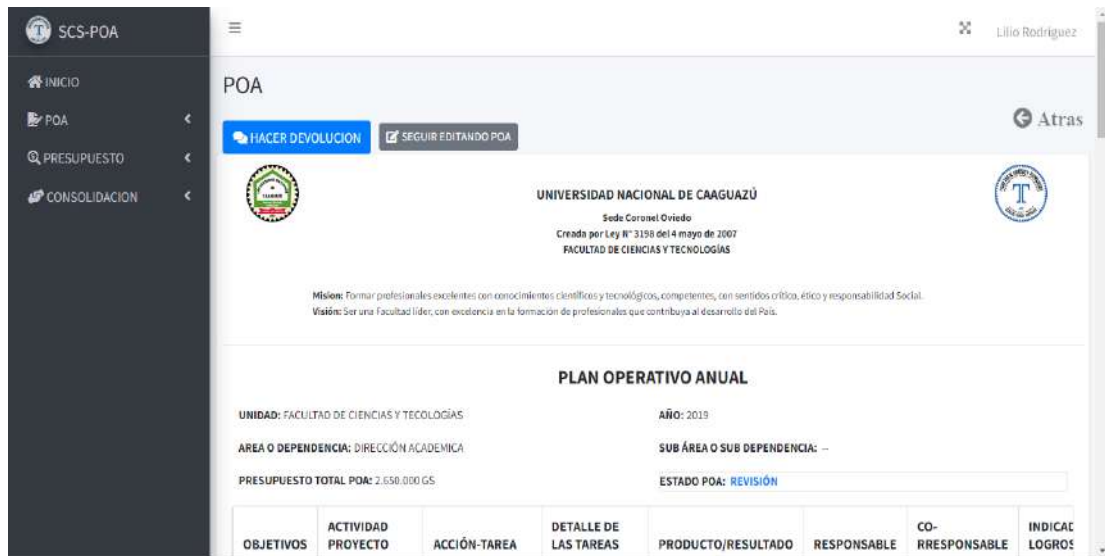 SCS-POA
Lilio Rodríguez
INICIO
POA
PRESUPUESTO
CONSOLIDACION
POA
Atras
HACER DEVOLUCION
SEGUIR EDITANDO POA
UNIVERSIDAD NACIONAL DE CAAGUAZÚ
Sede Coronel Oviedo
Creada por Ley N° 3198 del 4 mayo de 2007
FACULTAD DE CIENCIAS Y TECNOLOGÍAS
Mision: Formar profesionales excelentes con conocimientos científicos y tecnológicos, competentes, con sentidos crítico, ético y responsabilidad Social.
Visión: Ser una Facultad líder, con excelencia en la formación de profesionales que contribuya al desarrollo del País.
PLAN OPERATIVO ANUAL
UNIDAD: FACULTAD DE CIENCIAS Y TECOLOGÍAS AÑO: 2019
AREA O DEPENDENCIA: DIRECCIÓN ACADEMICA SUB ÁREA O SUB DEPENDENCIA: --
PRESUPUESTO TOTAL POA: 2.650.000 GS ESTADO POA: REVISIÓN
ACTIVIDAD DETALLE DE CO- INDICAD
OBJETIVOS PROYECTO ACCIÓN-TAREA LAS TAREAS PRODUCTO/RESULTADO RESPONSABLE RRESPONSABLE LOGROS